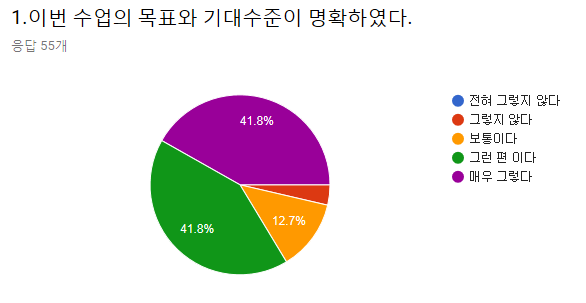 1.이번 수업의 목표와 기대수준이 명확하였다.
응답 55개
41.8%
전혀 그렇지 않다
그렇지 않다
보통이다
그런 편 이다
매우 그렇다
12.7%
41.8%